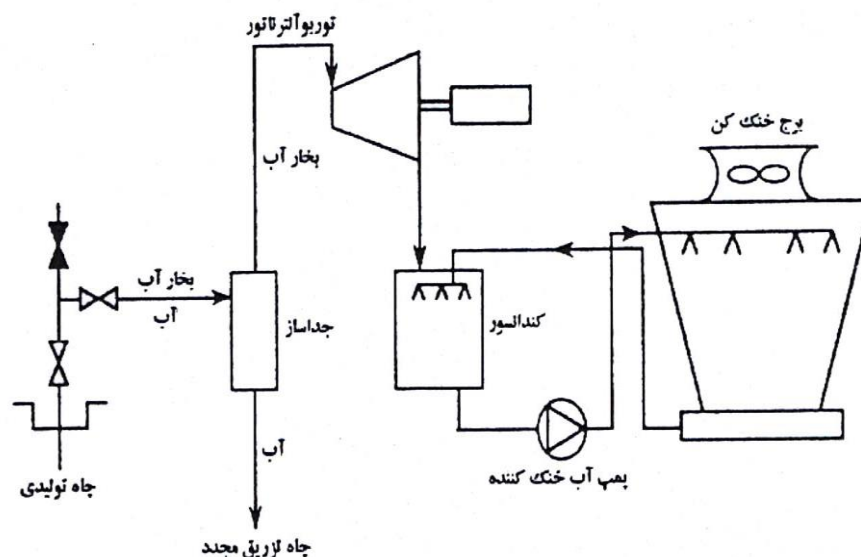 توربوآلترناتور
برج خنک کن
بخار آب
بخار آب
آب
جداساز
کندانسور
آب
پمپ آب خنک کننده
چاه تولیدی
چاه تزریق مجدد